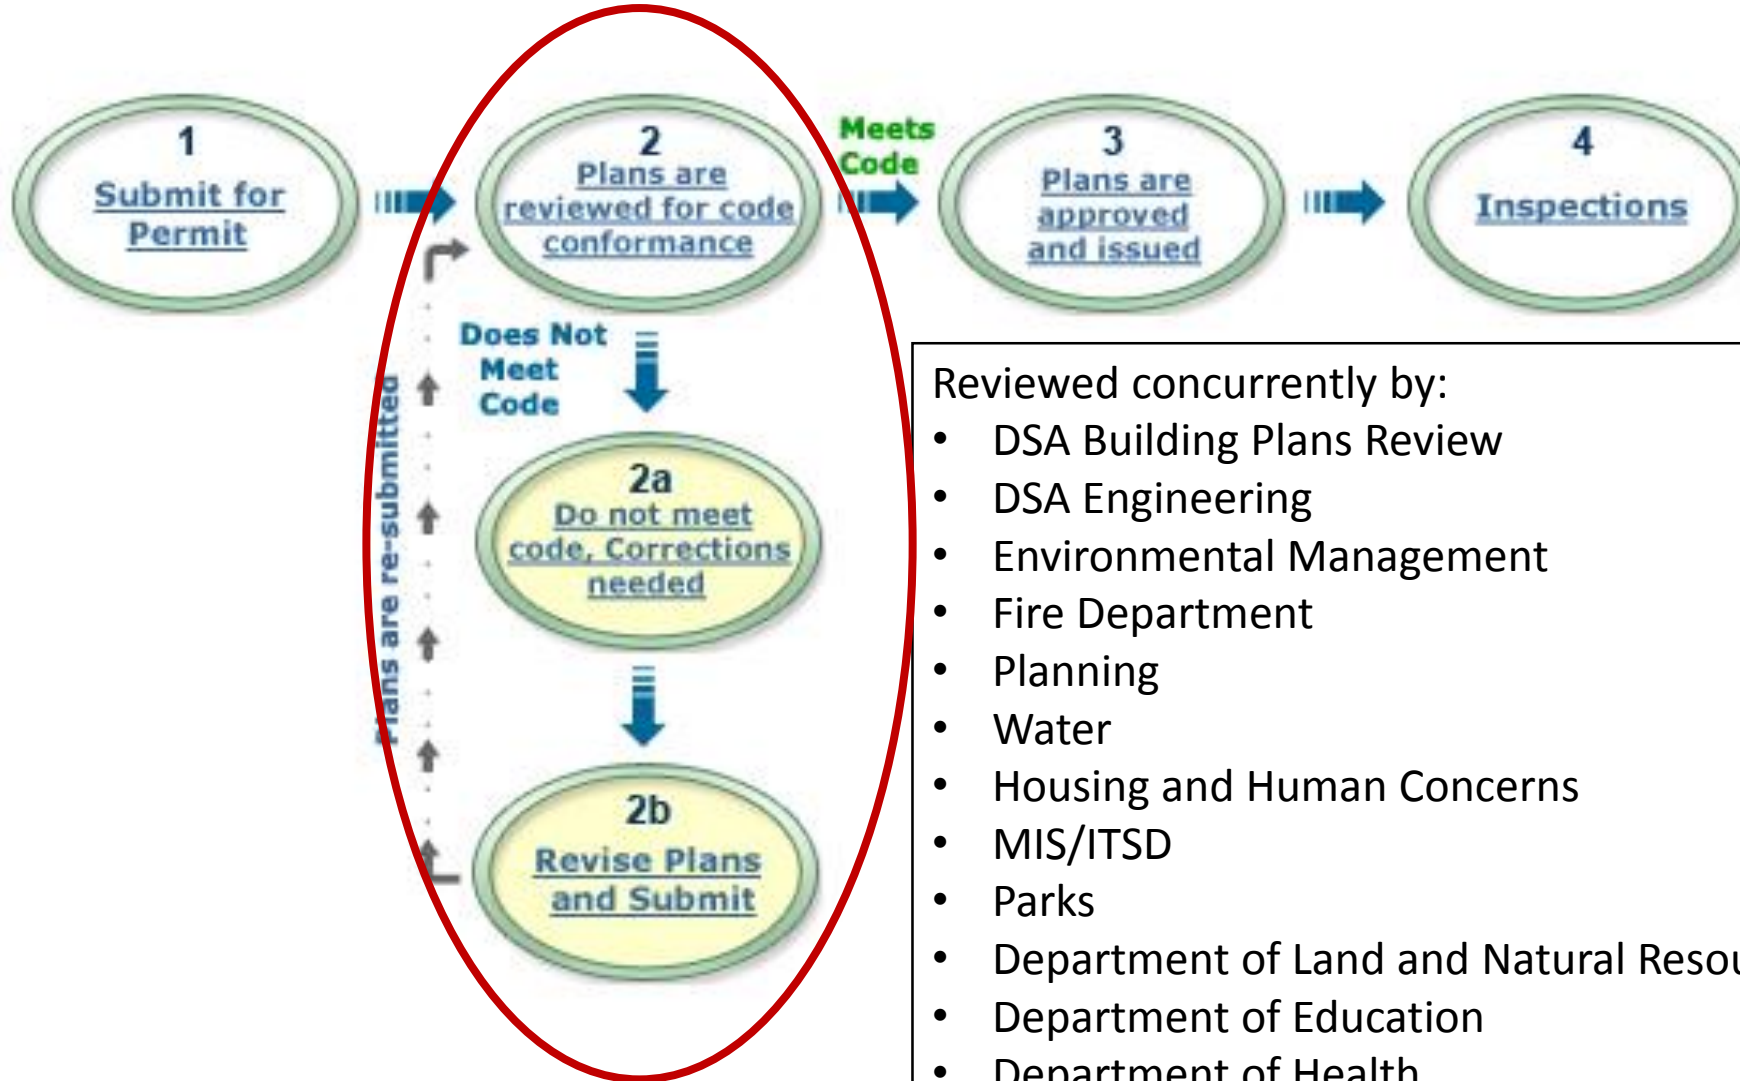 1
Submit for
Permit
2
Plans are
reviewed for code
conformance
Meets
Code
3
Plans are
approved
and issued
4
Inspections
Does Not
Meet
Code
Plans are re-submitted
2a
Do not meet
code, Corrections
needed
2b
Revise Plans
and Submit
Reviewed concurrently by:
• DSA Building Plans Review
• DSA Engineering
• Environmental Management
• Fire Department
• Planning
• Water
• Housing and Human Concerns
• MIS/ITSD
• Parks
• Department of Land and Natural
• Department of Education
• Department of Health